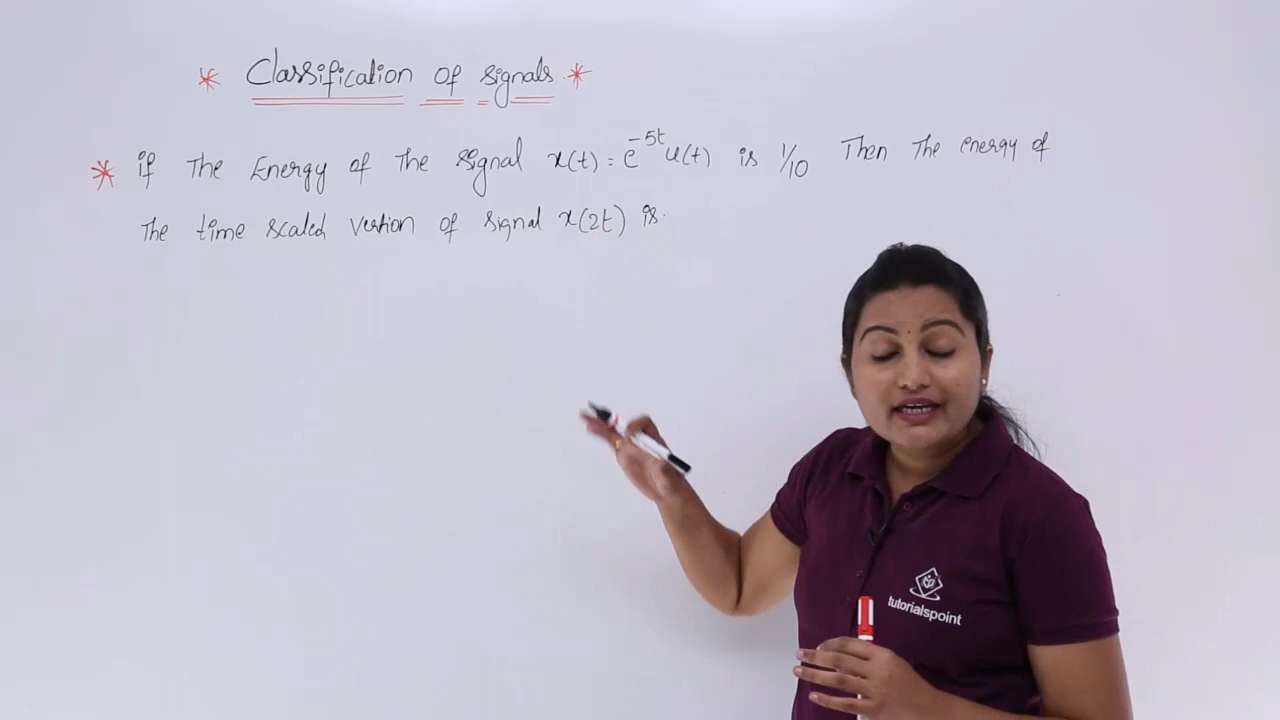 * Classification of signals *
* if The Energy of The Signal x(t) = e⁻⁵ᵗ u(t) is 1/10 Then The energy of
The time scaled version of signal x(2t) is.
tutorialspoint